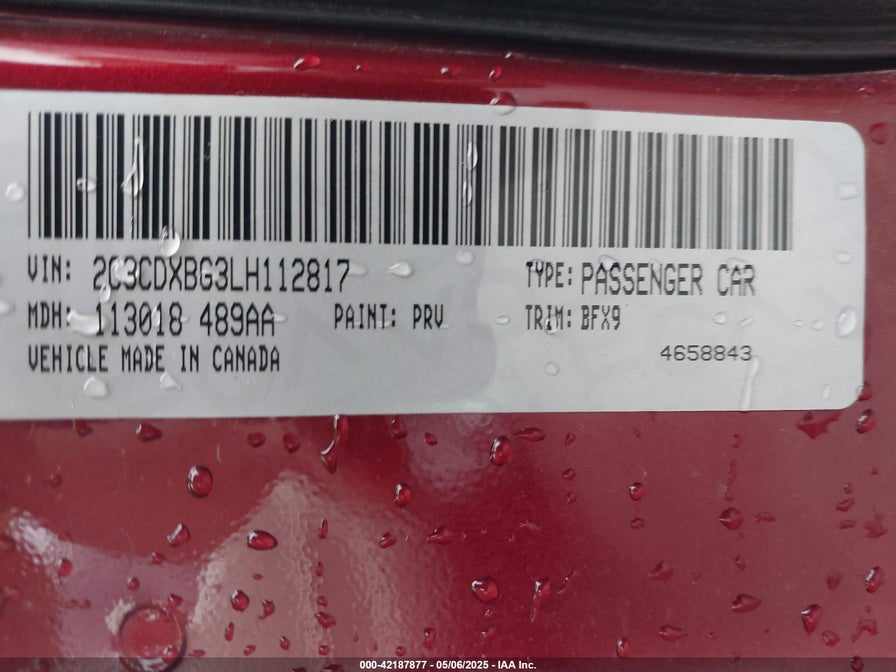 VIN: 2C3CDXBG3LH112817
TYPE: PASSENGER CAR
MDH: 113018 489AA
PAINT: PRV
TRIM: BFX9
VEHICLE MADE IN CANADA
4658843
000-42187877 - 05/06/2025 - IAA Inc.